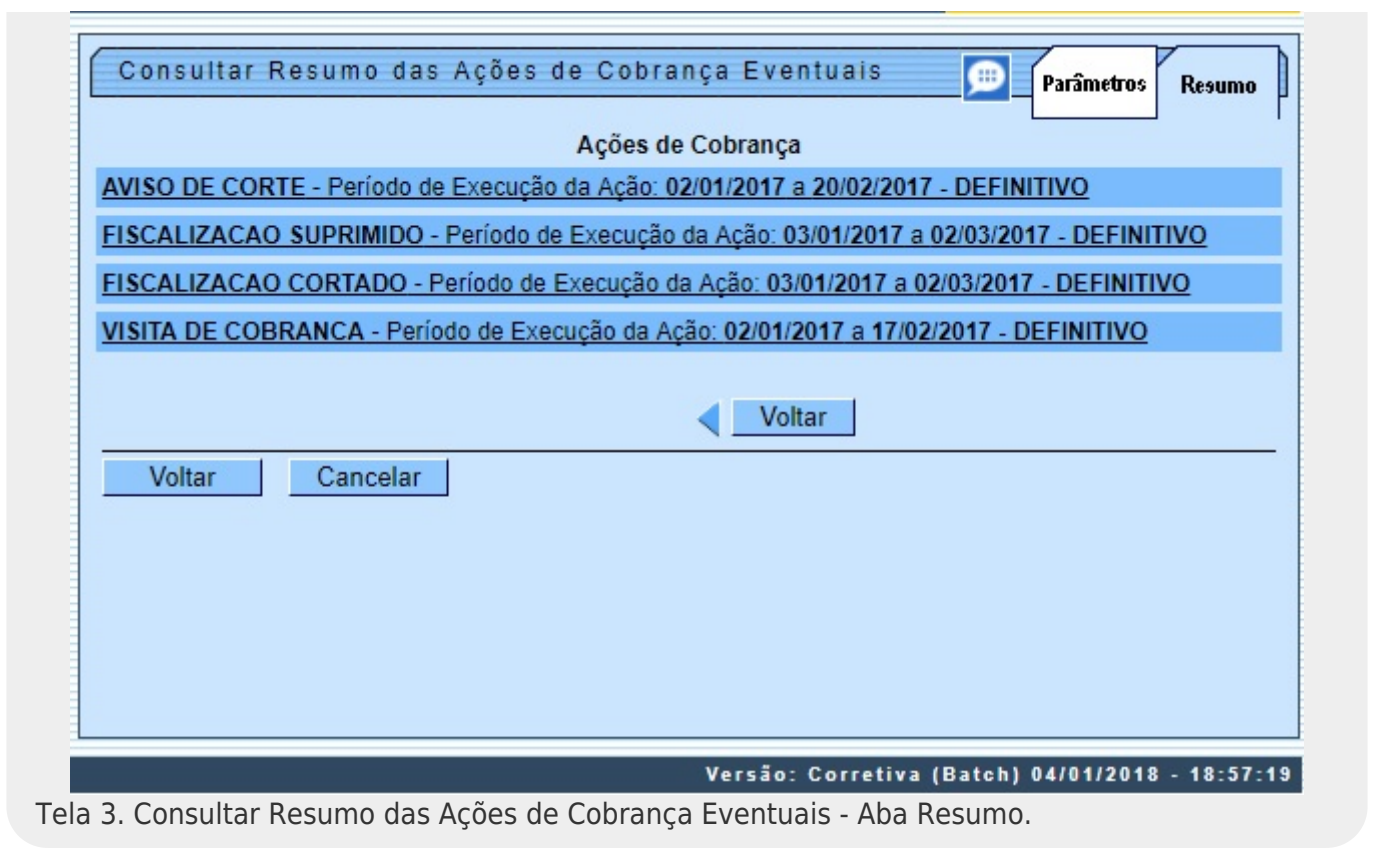 Consultar Resumo das Ações de Cobrança Eventuais
Parâmetros
Resumo
Ações de Cobrança
AVISO DE CORTE - Período de Execução da Ação: 02/01/2017 a 20/02/2017 - DEFINITIVO
FISCALIZACAO SUPRIMIDO - Período de Execução da Ação: 03/01/2017 a 02/03/2017 - DEFINITIVO
FISCALIZACAO CORTADO - Período de Execução da Ação: 03/01/2017 a 02/03/2017 - DEFINITIVO
VISITA DE COBRANCA - Período de Execução da Ação: 02/01/2017 a 17/02/2017 - DEFINITIVO
Voltar
Voltar Cancelar
Versão: Corretiva (Batch) 04/01/2018 - 18:57:19
Tela 3. Consultar Resumo das Ações de Cobrança Eventuais - Aba Resumo.